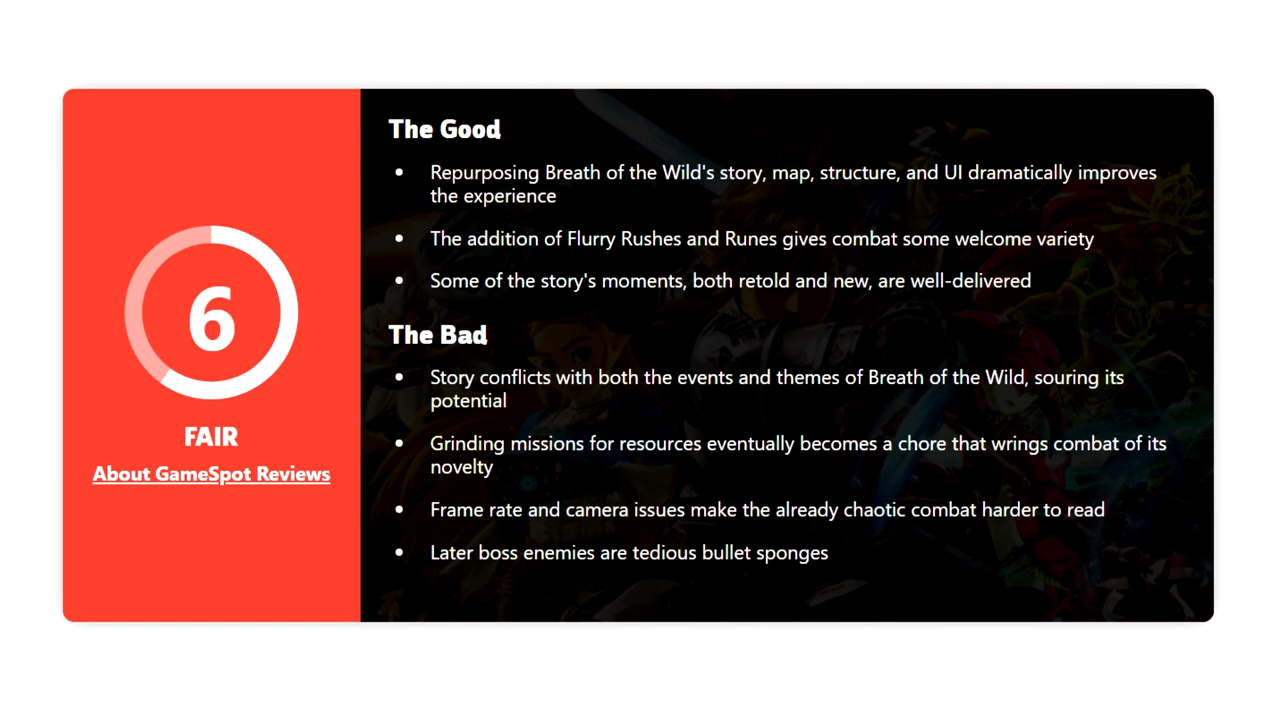 The Good
• Repurposing Breath of the Wild's story, map, structure, and UI dramatically improves
the experience
• The addition of Flurry Rushes and Runes gives combat some welcome variety
• Some of the story's moments, both retold and new, are well-delivered
6
FAIR
About GameSpot Reviews
The Bad
• Story conflicts with both the events and themes of Breath of the Wild, souring its
potential
• Grinding missions for resources eventually becomes a chore that wrings combat of its
novelty
• Frame rate and camera issues make the already chaotic combat harder to read
• Later boss enemies are tedious bullet sponges